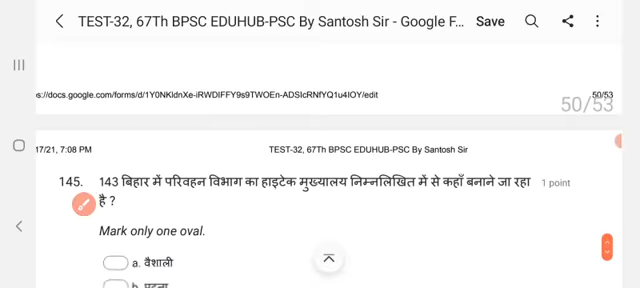 TEST-32, 67Th BPSC EDUHUB-PSC By Santosh Sir - Google F... Save
s://docs.google.com/forms/d/1Y0NKldnXe-iRWDIFFY9s9TWOEn-ADSIcRNfYQ1u4IOY/edit 50/53
50/53
17/21, 7:08 PM TEST-32, 67Th BPSC EDUHUB-PSC By Santosh Sir
145. 143 बिहार में परिवहन विभाग का हाइटेक मुख्यालय निम्नलिखित में से कहाँ बनाने जा रहा 1 point
है ?
Mark only one oval.
a. वैशाली
b. पटना